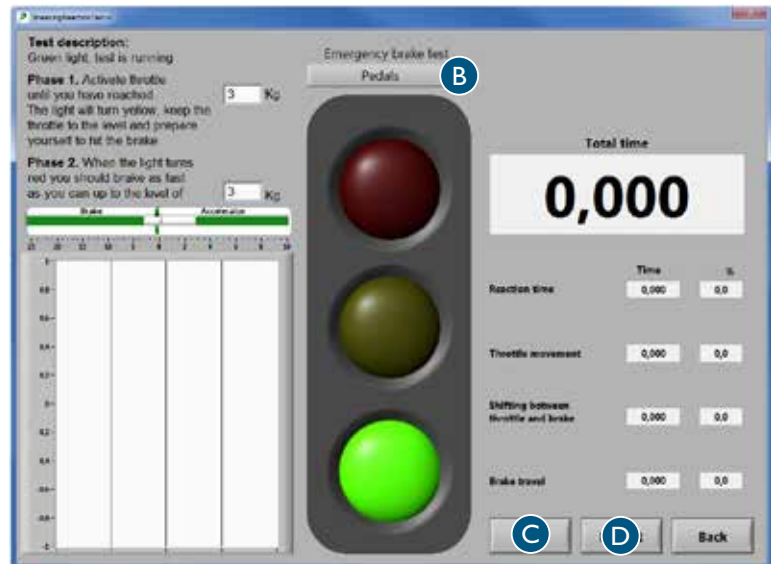 Test description:
Green light, test is running
Phase 1. Activate throttle
until you have reached 3 Kg
The light will turn yellow, keep the
throttle to the level and prepare
yourself to hit the brake
Phase 2. When the light turns
red you should brake as fast
as you can up to the level of 3 Kg
Brake Accelerator
Emergency brake test
Pedals B
Total time
0,000
Time %
Reaction time 0,000 0,0
Throttle movement 0,000 0,0
Shifting between
throttle and brake 0,000 0,0
Brake travel 0,000 0,0
C D Back